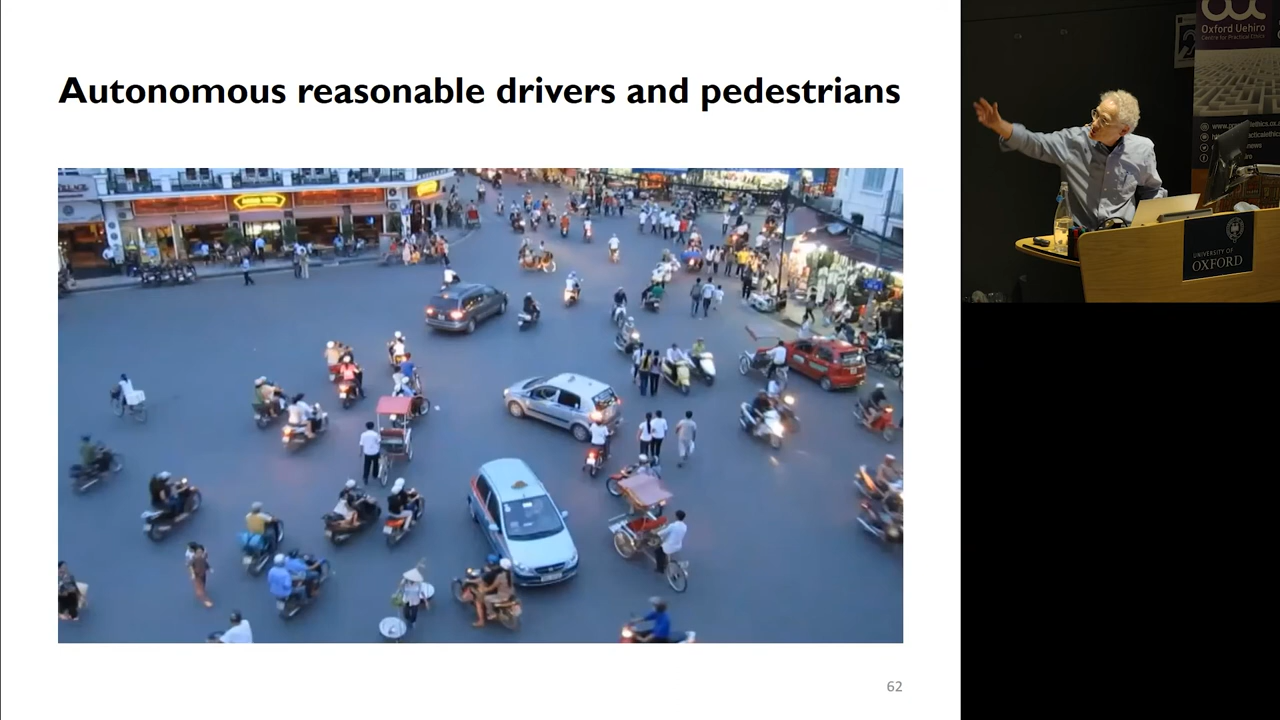 Autonomous reasonable drivers and pedestrians
62
Oxford Uehiro
Centre for Practical Ethics
UNIVERSITY OF
OXFORD